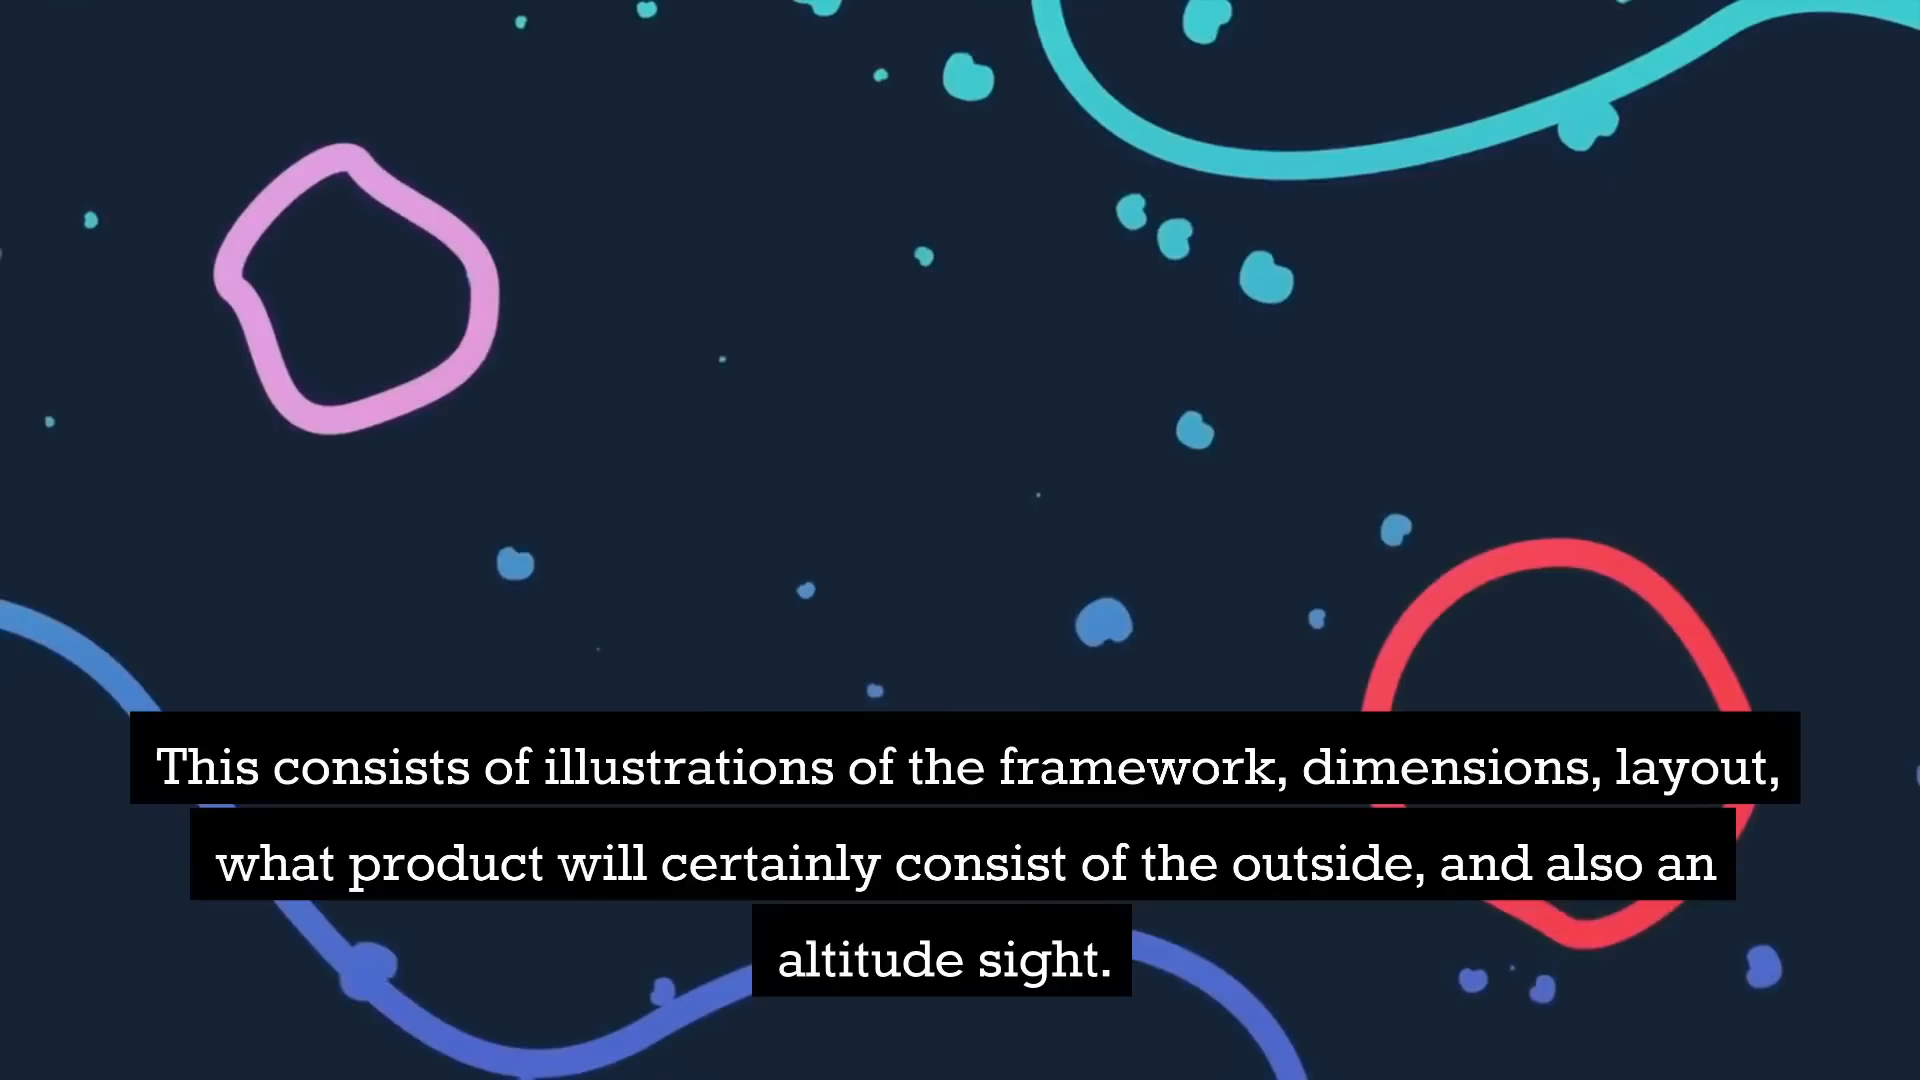 This consists of illustrations of the framework, dimensions, layout,
what product will certainly consist of the outside, and also an
altitude sight.